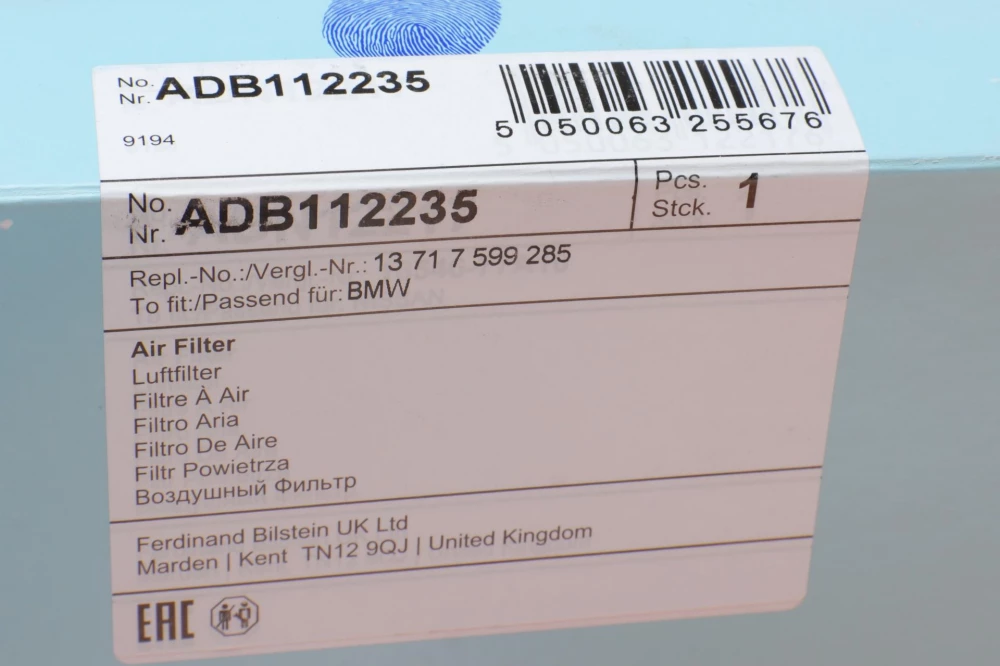 No. ADB112235
Nr.
9194
5 050063 255676
No. ADB112235
Nr.
Pcs. 1
Stck.
Repl.-No.:/Vergl.-Nr.: 13 71 7 599 285
To fit:/Passend für: BMW
Air Filter
Luftfilter
Filtre À Air
Filtro Aria
Filtro De Aire
Filtr Powietrza
Воздушный Фильтр
Ferdinand Bilstein UK Ltd
Marden | Kent TN12 9QJ | United Kingdom
EAC